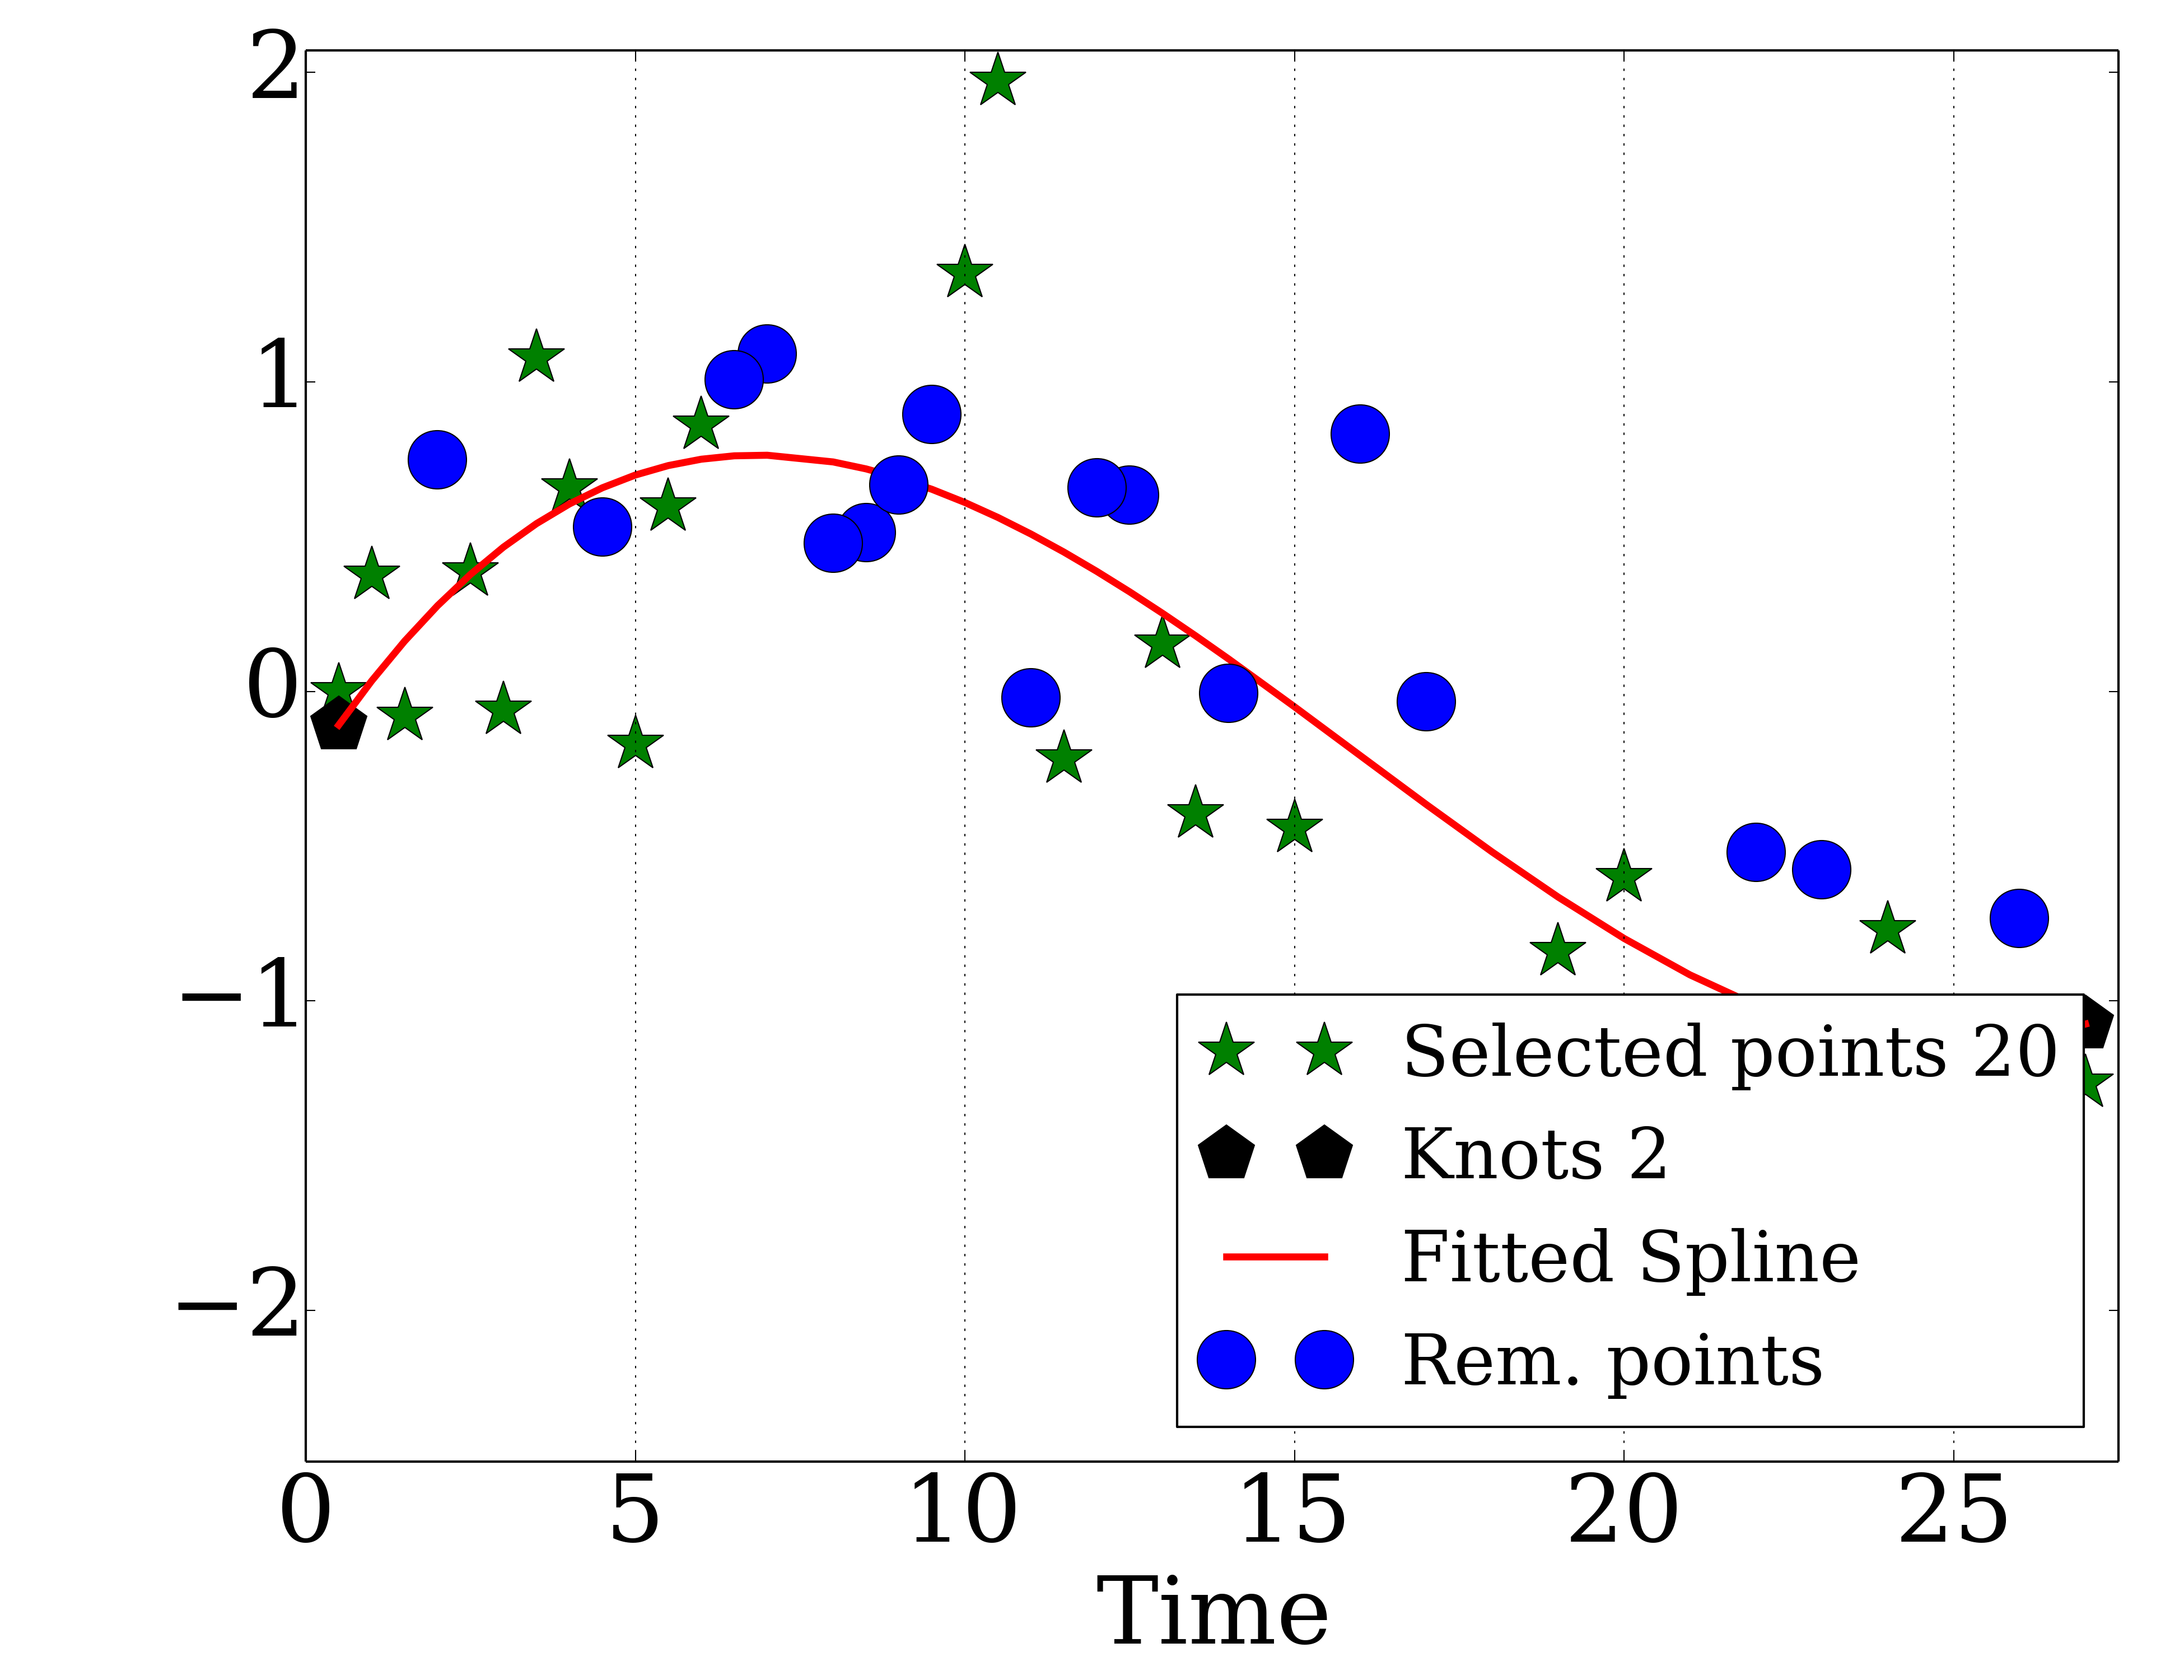 2
1
0
−1
−2
0 5 10 15 20 25
Time
Selected points 20
Knots 2
Fitted Spline
Rem. points